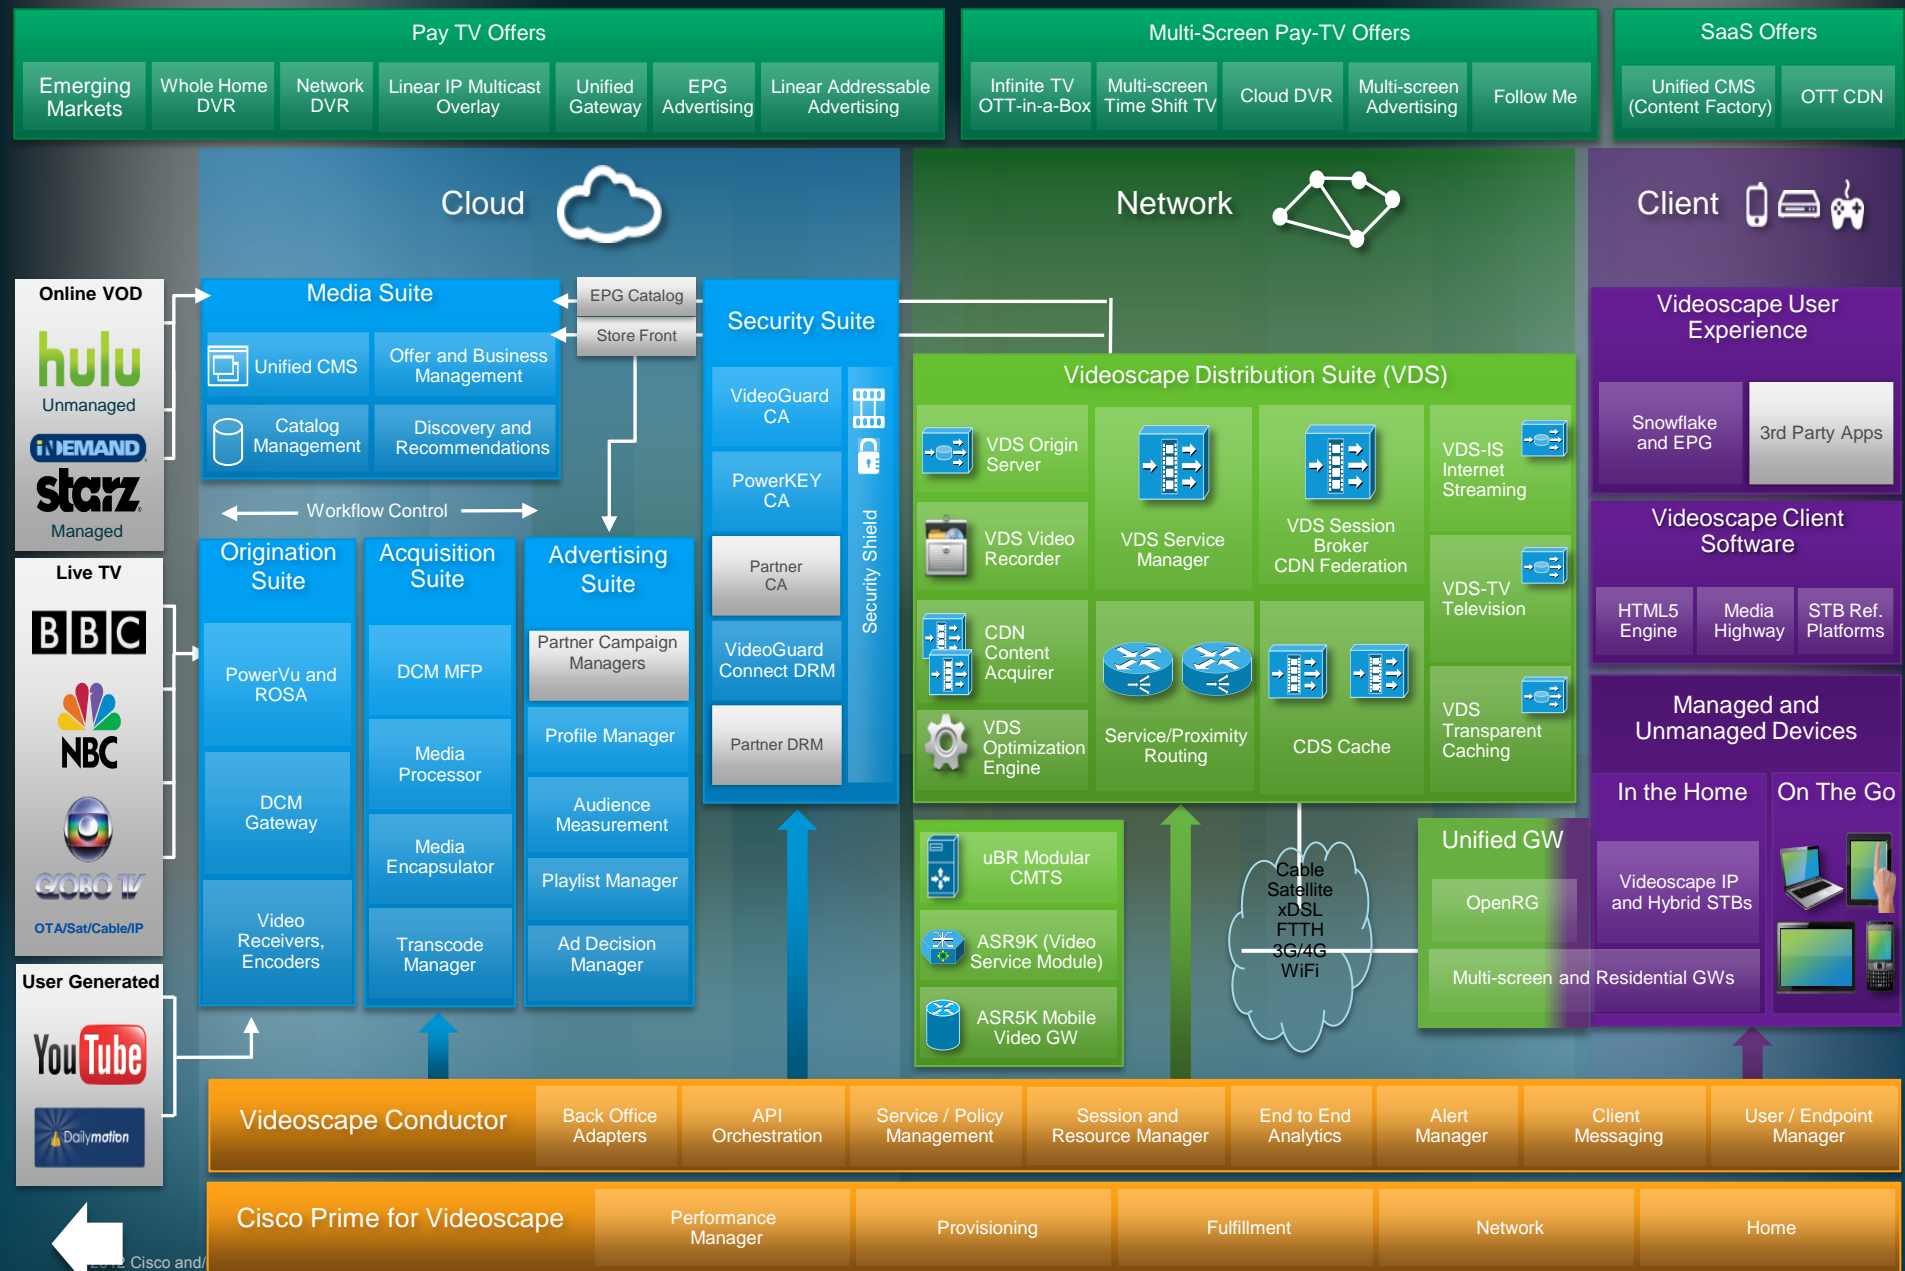 Pay TV Offers
Emerging
Markets
Whole Home
DVR
Network
DVR
Linear IP Multicast
Overlay
Unified
Gateway
EPG
Advertising
Linear Addressable
Advertising
Multi-Screen Pay-TV Offers
Infinite TV
OTT-in-a-Box
Multi-screen
Time Shift TV
Cloud DVR
Multi-screen
Advertising
Follow Me
SaaS Offers
Unified CMS
(Content Factory)
OTT CDN
Cloud
Network
Client
Online VOD
hulu
Unmanaged
iNDEMAND
starz
Managed
Live TV
BBC
NBC
GLOBO TV
OTA/Sat/Cable/IP
User Generated
YouTube
Dailymotion
Media Suite
Unified CMS
Offer and Business
Management
Catalog
Management
Discovery and
Recommendations
EPG Catalog
Store Front
Workflow Control
Origination
Suite
PowerVu and
ROSA
DCM
Gateway
Video
Receivers,
Encoders
Acquisition
Suite
DCM MFP
Media
Processor
Media
Encapsulator
Transcode
Manager
Advertising
Suite
Partner Campaign
Managers
Profile Manager
Audience
Measurement
Playlist Manager
Ad Decision
Manager
Security Suite
VideoGuard
CA
PowerKEY
CA
Partner
CA
VideoGuard
Connect DRM
Partner DRM
Security Shield
Videoscape Distribution Suite (VDS)
VDS Origin
Server
VDS Video
Recorder
CDN
Content
Acquirer
VDS
Optimization
Engine
VDS Service
Manager
VDS Session
Broker
CDN Federation
Service/Proximity
Routing
CDS Cache
VDS-IS
Internet
Streaming
VDS-TV
Television
VDS
Transparent
Caching
uBR Modular
CMTS
ASR9K (Video
Service Module)
ASR5K Mobile
Video GW
Cable
Satellite
xDSL
FTTH
3G/4G
WiFi
Unified GW
OpenRG
Multi-screen and Residential GWs
Videoscape User
Experience
Snowflake
and EPG
3rd Party Apps
Videoscape Client
Software
HTML5
Engine
Media
Highway
STB Ref.
Platforms
Managed and
Unmanaged Devices
In the Home
On The Go
Videoscape IP
and Hybrid STBs
Videoscape Conductor
Back Office
Adapters
API
Orchestration
Service / Policy
Management
Session and
Resource Manager
End to End
Analytics
Alert
Manager
Client
Messaging
User / Endpoint
Manager
Cisco Prime for Videoscape
Performance
Manager
Provisioning
Fulfillment
Network
Home
2012 Cisco and/